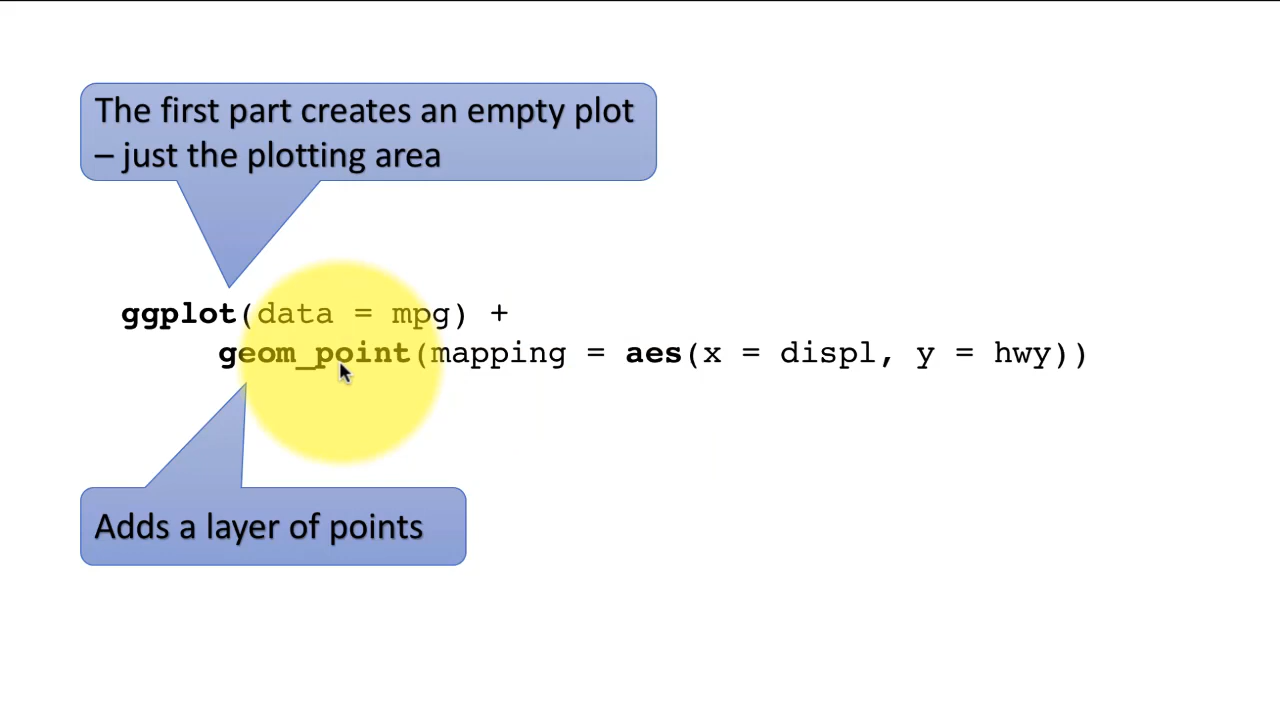 The first part creates an empty plot
– just the plotting area
ggplot(data = mpg) +
geom_point(mapping = aes(x = displ, y = hwy))
Adds a layer of points